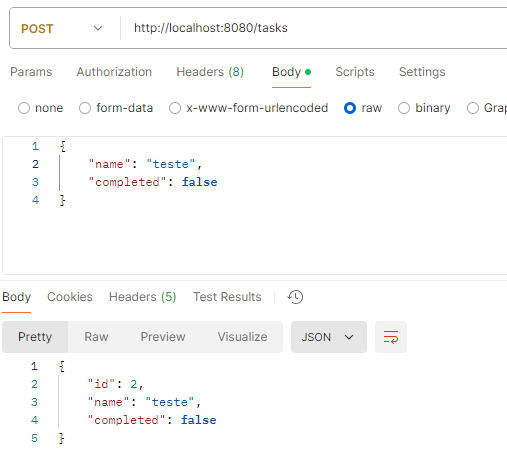 POST http://localhost:8080/tasks
Params Authorization Headers (8) Body Scripts Settings
none form-data x-www-form-urlencoded raw binary Grap
1 {
2 "name": "teste",
3 "completed": false
4 }
Body Cookies Headers (5) Test Results
Pretty Raw Preview Visualize JSON
1 {
2 "id": 2,
3 "name": "teste",
4 "completed": false
5 }